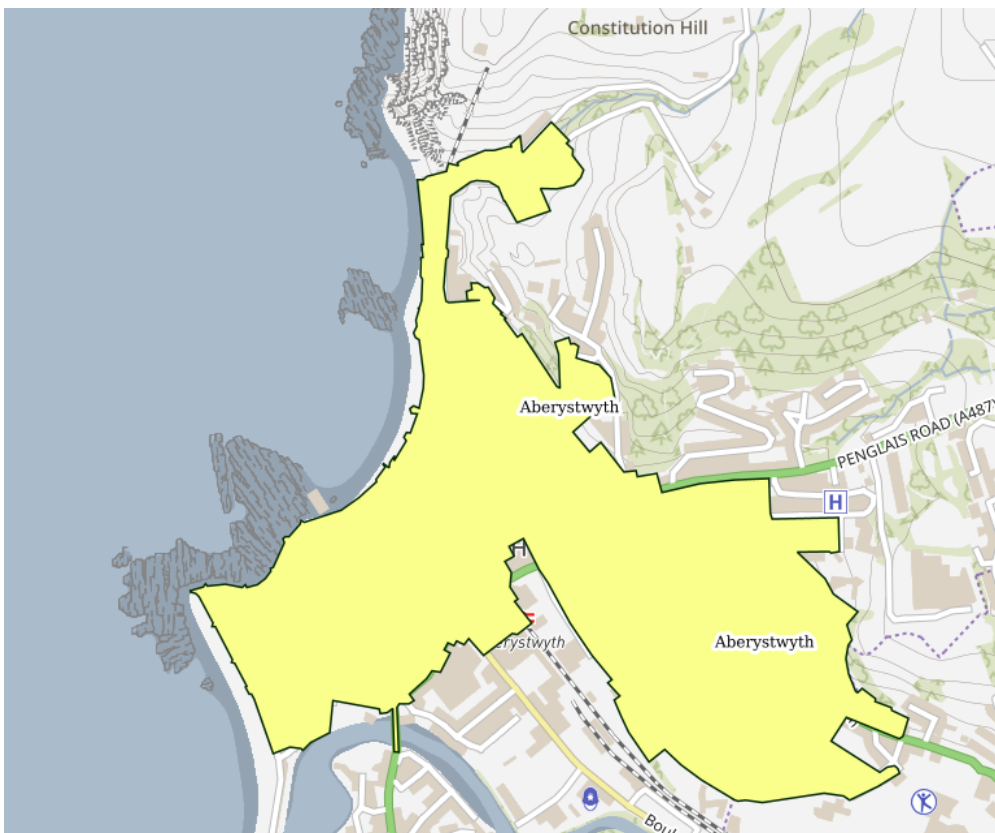 Constitution Hill
Aberystwyth
PENGLAIS ROAD (A487)
H
H
Aberystwyth
erystwyth
Boul